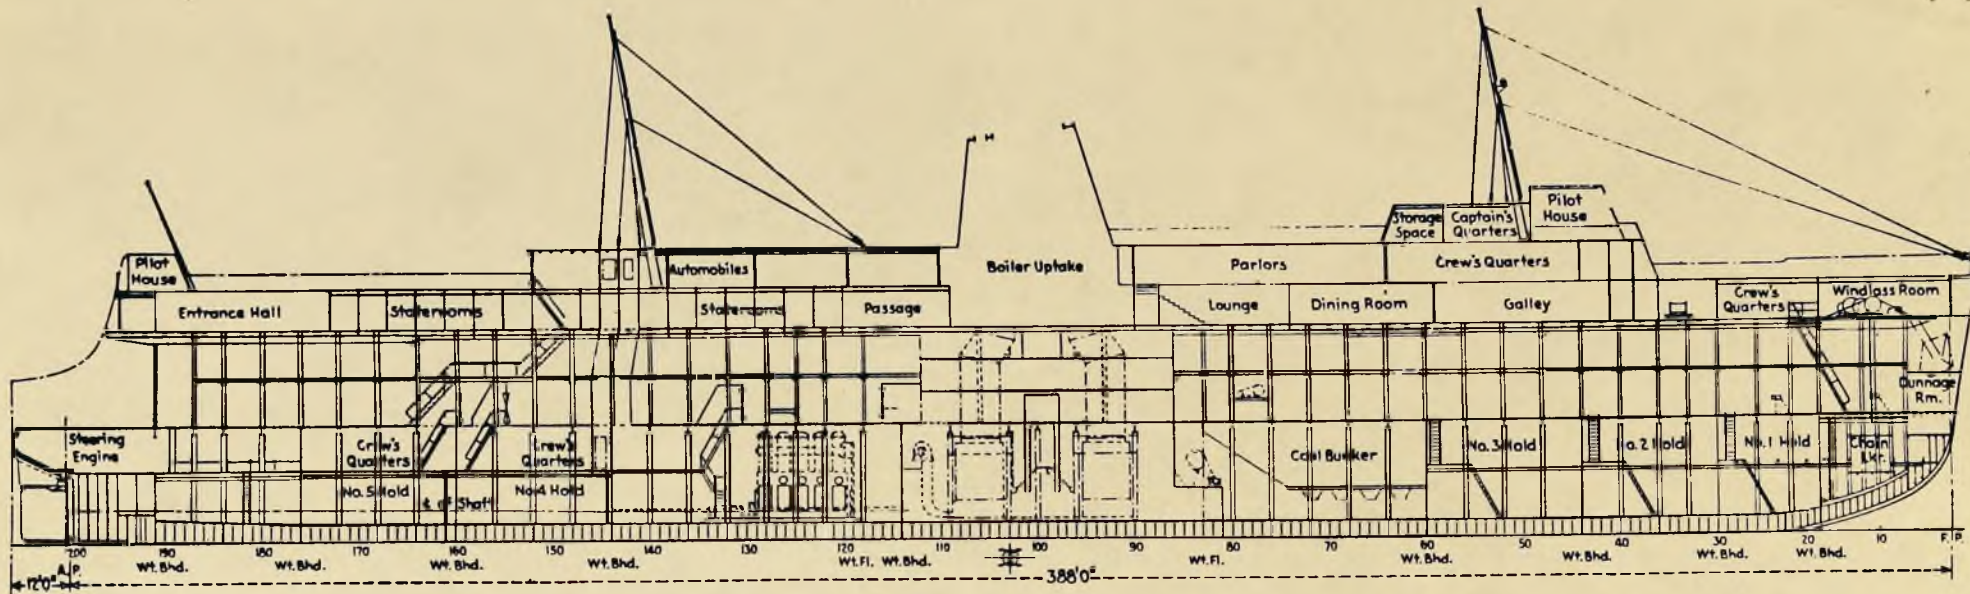 Pilot
House
Storage
Space
Captain's
Quarters
Pilot
House
Automobiles
Boiler Uptake
Parlors
Crew's Quarters
Entrance Hall
Staterooms
Staterooms
Passage
Lounge
Dining Room
Galley
Crew's
Quarters
Windlass Room
Dunnage
Rm.
Steering
Engine
Crew's
Quarters
Crew's
Quarters
Coal Bunker
No.3 Hold
No.2 Hold
No.1 Hold
Chain
Lkr.
No.5 Hold
℄ of Shaft
No.4 Hold
200 190 180 170 160 150 140 130 120 110 100 90 80 70 60 50 40 30 20 10 F.P.
A.P. Wt.Bhd. Wt.Bhd. Wt.Bhd. Wt.Bhd. Wt.Fl. Wt.Bhd. Wt.Fl. Wt.Bhd. Wt.Bhd. Wt.Bhd. Wt.Bhd.
12'0" 388'0"